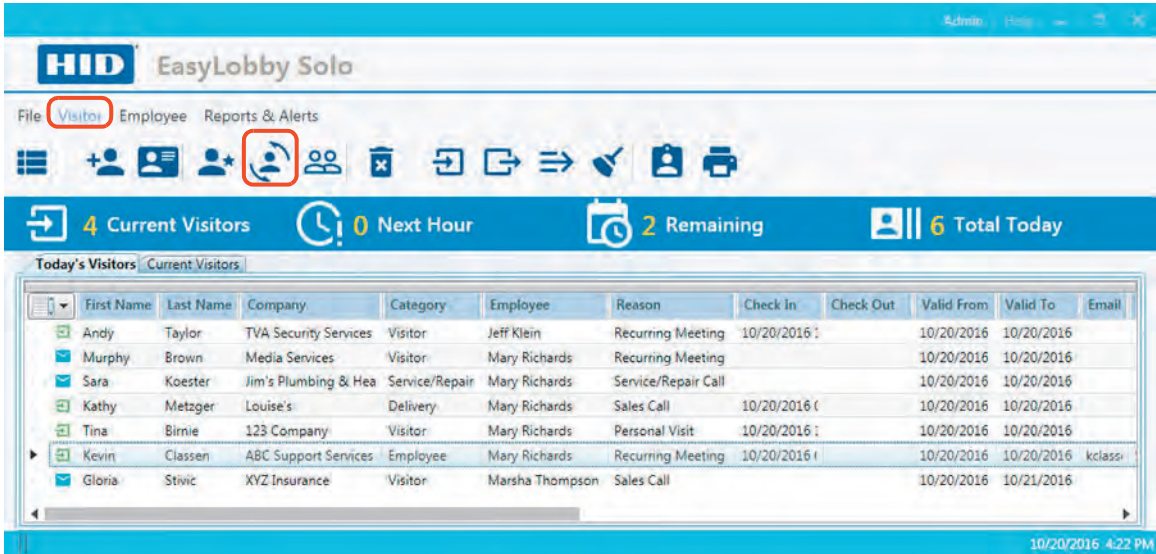 Admin Help
HID EasyLobby Solo
File Visitor Employee Reports & Alerts
4 Current Visitors 0 Next Hour 2 Remaining 6 Total Today
Today's Visitors Current Visitors
First Name Last Name Company Category Employee Reason Check In Check Out Valid From Valid To Email
Andy Taylor TVA Security Services Visitor Jeff Klein Recurring Meeting 10/20/2016 10/20/2016 10/20/2016
Murphy Brown Media Services Visitor Mary Richards Recurring Meeting 10/20/2016 10/20/2016
Sara Koester Jim's Plumbing & Hea Service/Repair Mary Richards Service/Repair Call 10/20/2016 10/20/2016
Kathy Metzger Louise's Delivery Mary Richards Sales Call 10/20/2016 10/20/2016 10/20/2016
Tina Birnie 123 Company Visitor Mary Richards Personal Visit 10/20/2016 10/20/2016 10/20/2016
Kevin Classen ABC Support Services Employee Mary Richards Recurring Meeting 10/20/2016 10/20/2016 10/20/2016 kclass
Gloria Stivic XYZ Insurance Visitor Marsha Thompson Sales Call 10/20/2016 10/21/2016
10/20/2016 4:22 PM